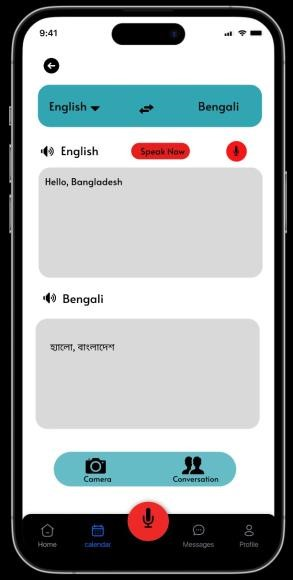 9:41
English
Bengali
English
Speak Now
Hello, Bangladesh
Bengali
হ্যালো, বাংলাদেশ
Camera
Conversation
Home
calendar
Messages
Profile